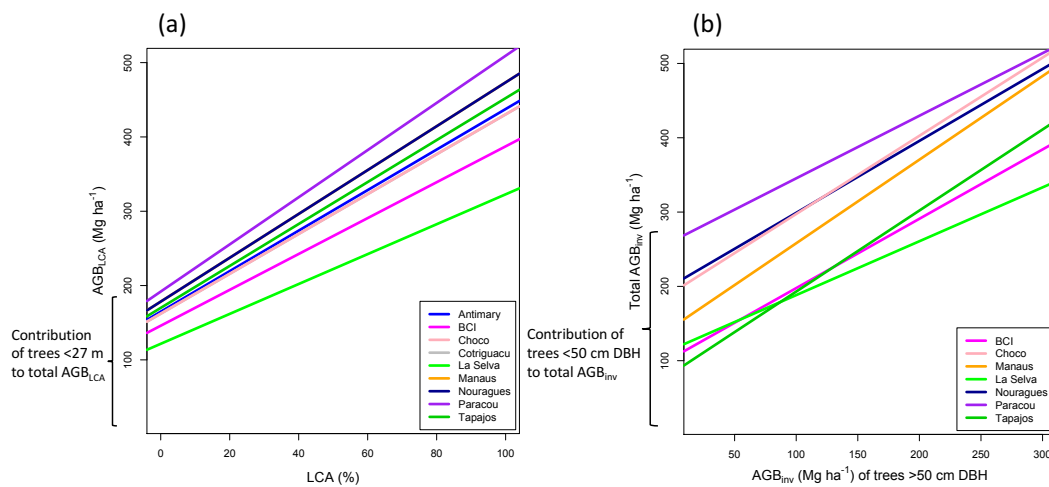 (a)
500
400
300
200
100
AGB_LCA (Mg ha⁻¹)
Contribution
of trees <27 m
to total AGB_LCA
Antimary
BCI
Choco
Cotriguacu
La Selva
Manaus
Nouragues
Paracou
Tapajos
0 20 40 60 80 100
LCA (%)
(b)
500
400
300
200
100
Total AGB_inv (Mg ha⁻¹)
Contribution of
trees <50 cm DBH
to total AGB_inv
BCI
Choco
Manaus
La Selva
Nouragues
Paracou
Tapajos
50 100 150 200 250 300
AGB_inv (Mg ha⁻¹) of trees >50 cm DBH